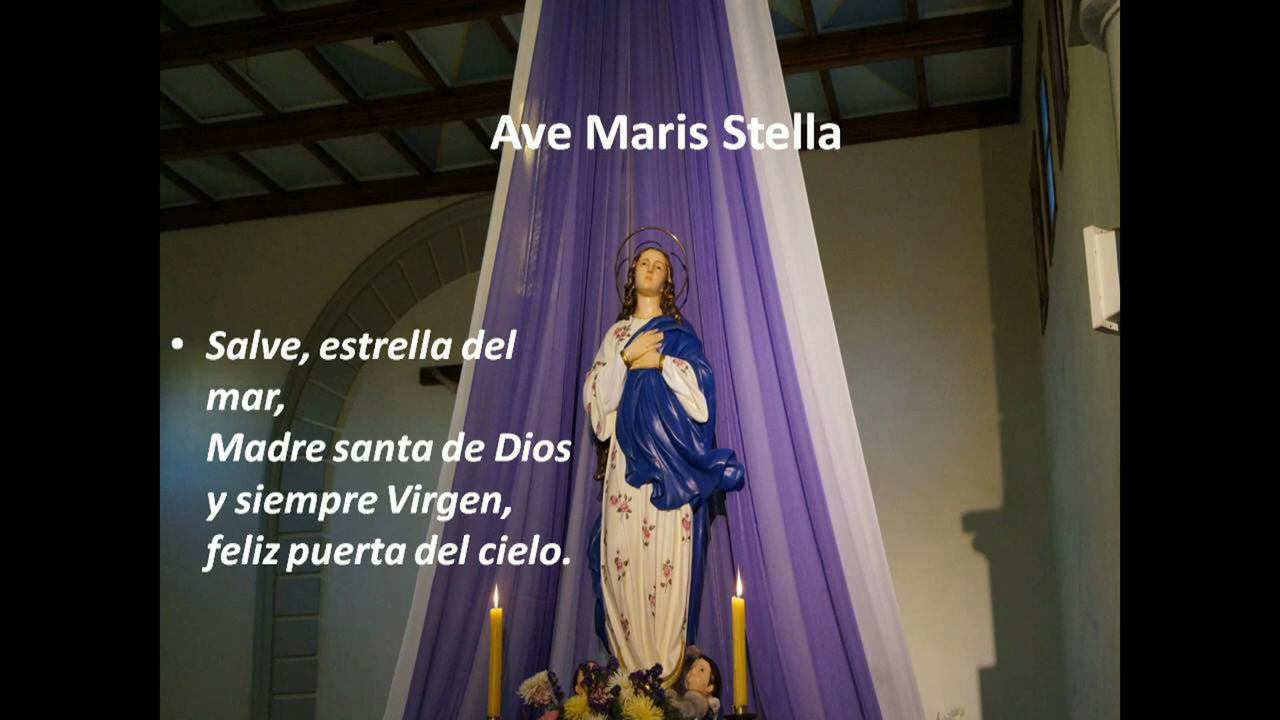 Ave Maris Stella
• Salve, estrella del
mar,
Madre santa de Dios
y siempre Virgen,
feliz puerta del cielo.